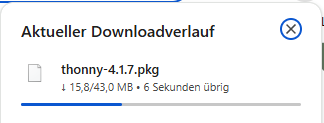 Aktueller Downloadverlauf
thonny-4.1.7.pkg
↓ 15,8/43,0 MB • 6 Sekunden übrig